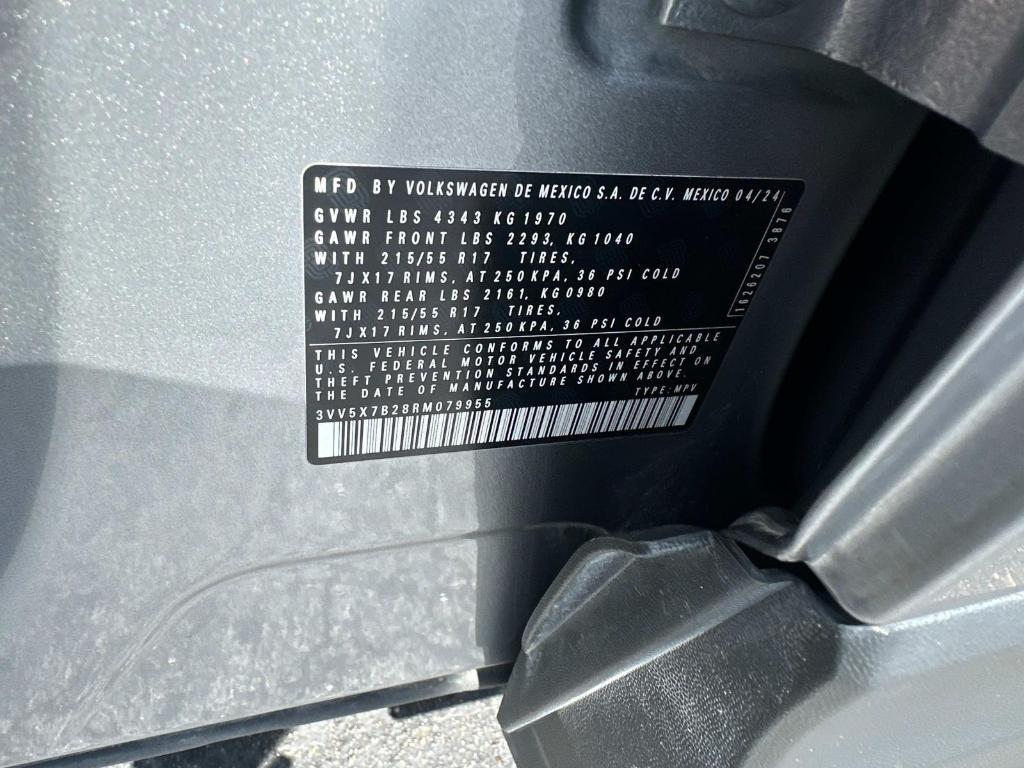 MFD BY VOLKSWAGEN DE MEXICO S.A. DE C.V. MEXICO 04/24
GVWR LBS 4343 KG 1970
GAWR FRONT LBS 2293, KG 1040
WITH 215/55 R17 TIRES,
7JX17 RIMS, AT 250 KPA, 36 PSI COLD
GAWR REAR LBS 2161, KG 0980
WITH 215/55 R17 TIRES,
7JX17 RIMS, AT 250 KPA, 36 PSI COLD
1626207 3876
THIS VEHICLE CONFORMS TO ALL APPLICABLE
U.S. FEDERAL MOTOR VEHICLE SAFETY AND
THEFT PREVENTION STANDARDS IN EFFECT ON
THE DATE OF MANUFACTURE SHOWN ABOVE.
TYPE: MPV
3VV5X7B28RM079955